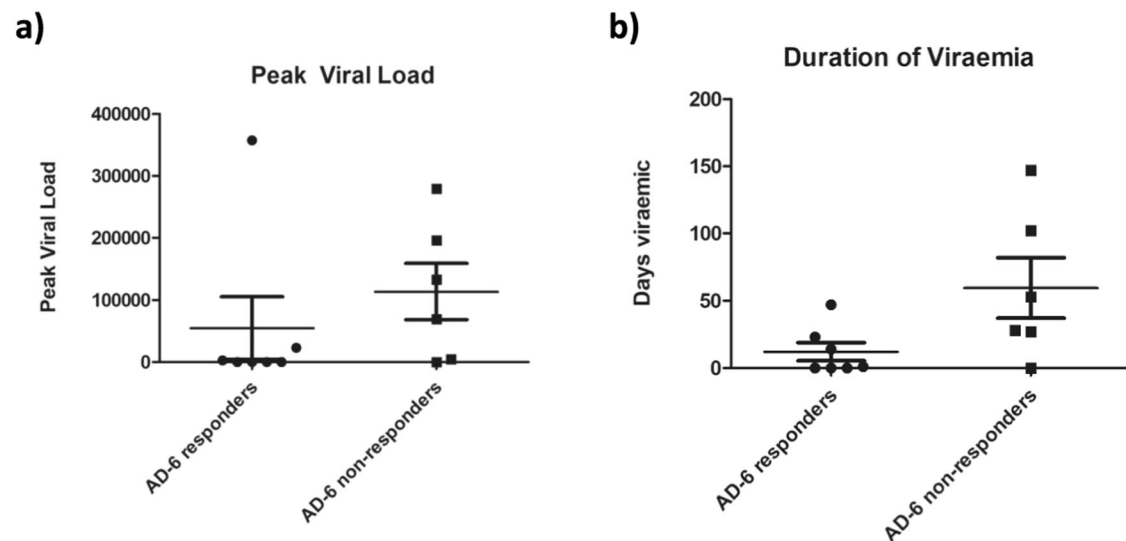 a)
Peak Viral Load
Peak Viral Load
400000
300000
200000
100000
0
AD-6 responders
AD-6 non-responders
b)
Duration of Viraemia
Days viraemic
200
150
100
50
0
AD-6 responders
AD-6 non-responders